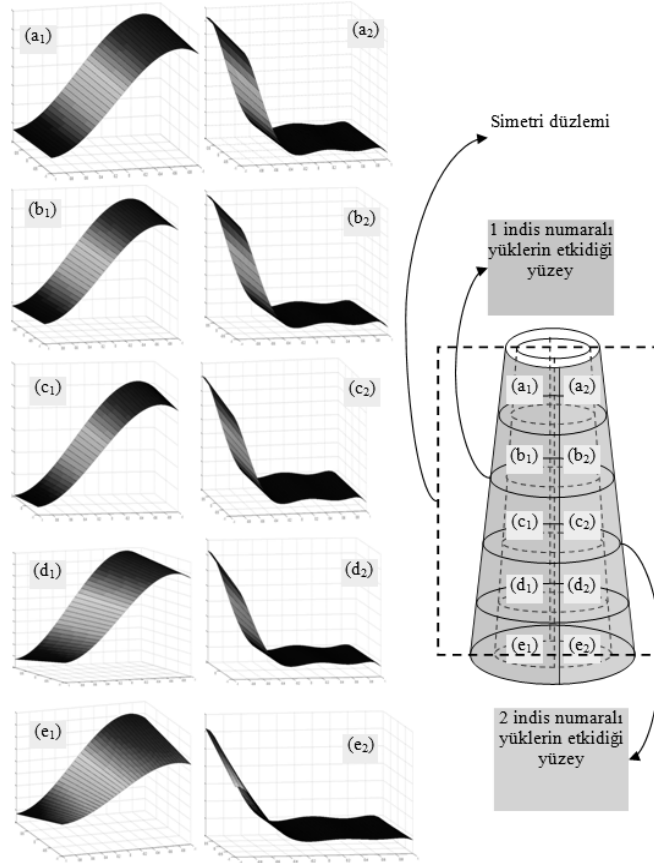 (a₁)
(a₂)
(b₁)
(b₂)
(c₁)
(c₂)
(d₁)
(d₂)
(e₁)
(e₂)
Simetri düzlemi
1 indis numaralı
yüklerin etkidiği
yüzey
(a₁) (a₂)
(b₁) (b₂)
(c₁) (c₂)
(d₁) (d₂)
(e₁) (e₂)
2 indis numaralı
yüklerin etkidiği
yüzey